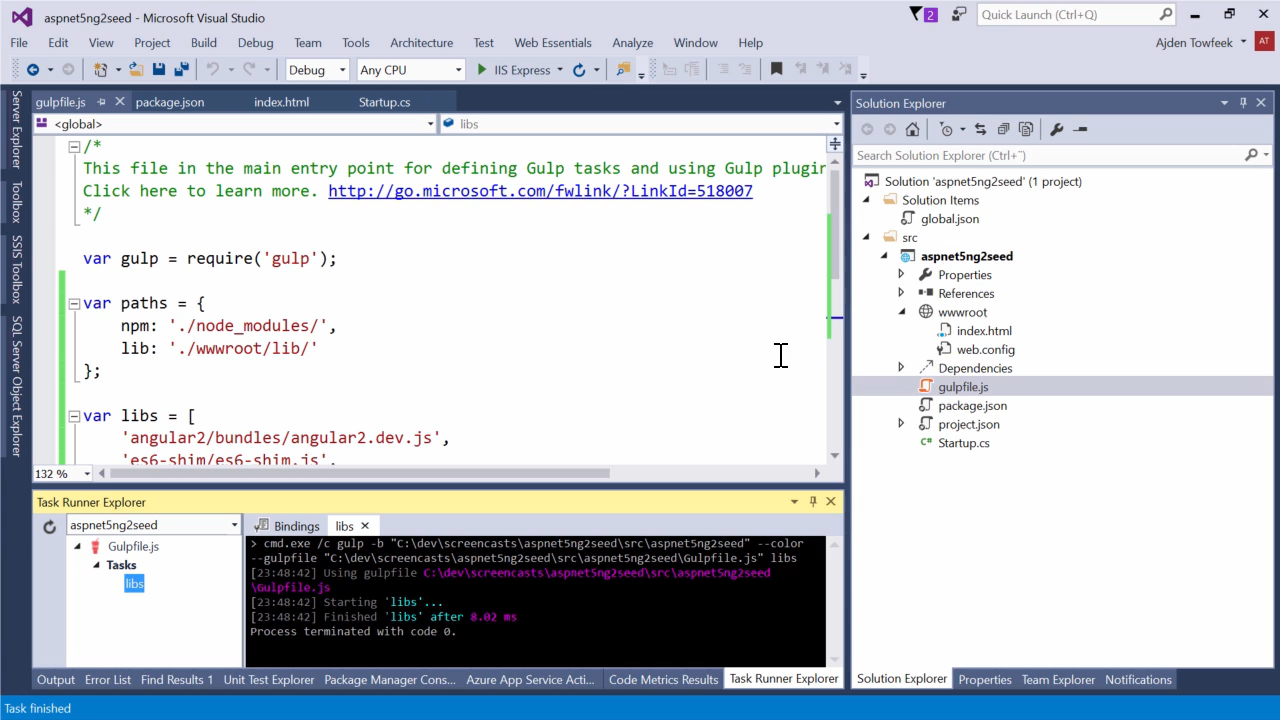 aspnet5ng2seed - Microsoft Visual Studio
2
Quick Launch (Ctrl+Q)
File Edit View Project Build Debug Team Tools Architecture Test Web Essentials Analyze Window Help
Ajden Towfeek AT
Debug Any CPU IIS Express
Server Explorer
Toolbox
SSIS Toolbox
SQL Server Object Explorer
gulpfile.js package.json index.html Startup.cs
<global> libs
/*
This file in the main entry point for defining Gulp tasks and using Gulp plugin
Click here to learn more. http://go.microsoft.com/fwlink/?LinkId=518007
*/
var gulp = require('gulp');
var paths = {
npm: './node_modules/',
lib: './wwwroot/lib/'
};
var libs = [
'angular2/bundles/angular2.dev.js',
'es6-shim/es6-shim.js',
132 %
Solution Explorer
Search Solution Explorer (Ctrl+¨)
Solution 'aspnet5ng2seed' (1 project)
Solution Items
global.json
src
aspnet5ng2seed
Properties
References
wwwroot
index.html
web.config
Dependencies
gulpfile.js
package.json
project.json
Startup.cs
Task Runner Explorer
aspnet5ng2seed
Gulpfile.js
Tasks
libs
Bindings libs
> cmd.exe /c gulp -b "C:\dev\screencasts\aspnet5ng2seed\src\aspnet5ng2seed" --color
--gulpfile "C:\dev\screencasts\aspnet5ng2seed\src\aspnet5ng2seed\Gulpfile.js" libs
[23:48:42] Using gulpfile C:\dev\screencasts\aspnet5ng2seed\src\aspnet5ng2seed
\Gulpfile.js
[23:48:42] Starting 'libs'...
[23:48:42] Finished 'libs' after 8.02 ms
Process terminated with code 0.
Output Error List Find Results 1 Unit Test Explorer Package Manager Cons... Azure App Service Acti... Code Metrics Results Task Runner Explorer
Solution Explorer Properties Team Explorer Notifications
Task finished